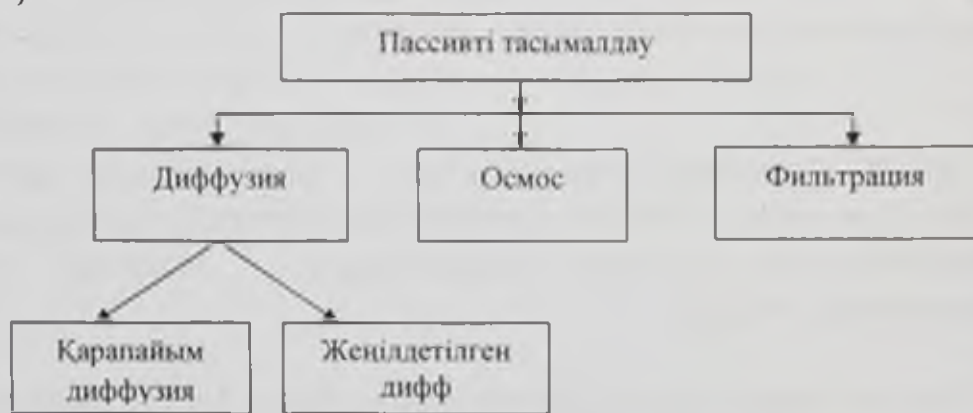 Пассивті тасымалдау
Диффузия
Осмос
Фильтрация
Қарапайым
диффузия
Жеңілдетілген
дифф